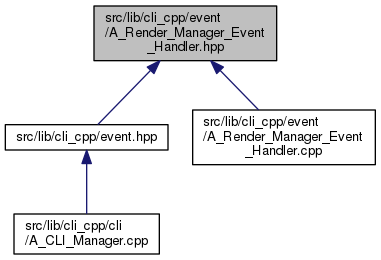 src/lib/cli_cpp/event
/A_Render_Manager_Event
_Handler.hpp
src/lib/cli_cpp/event.hpp
src/lib/cli_cpp/event
/A_Render_Manager_Event
_Handler.cpp
src/lib/cli_cpp/cli
/A_CLI_Manager.cpp